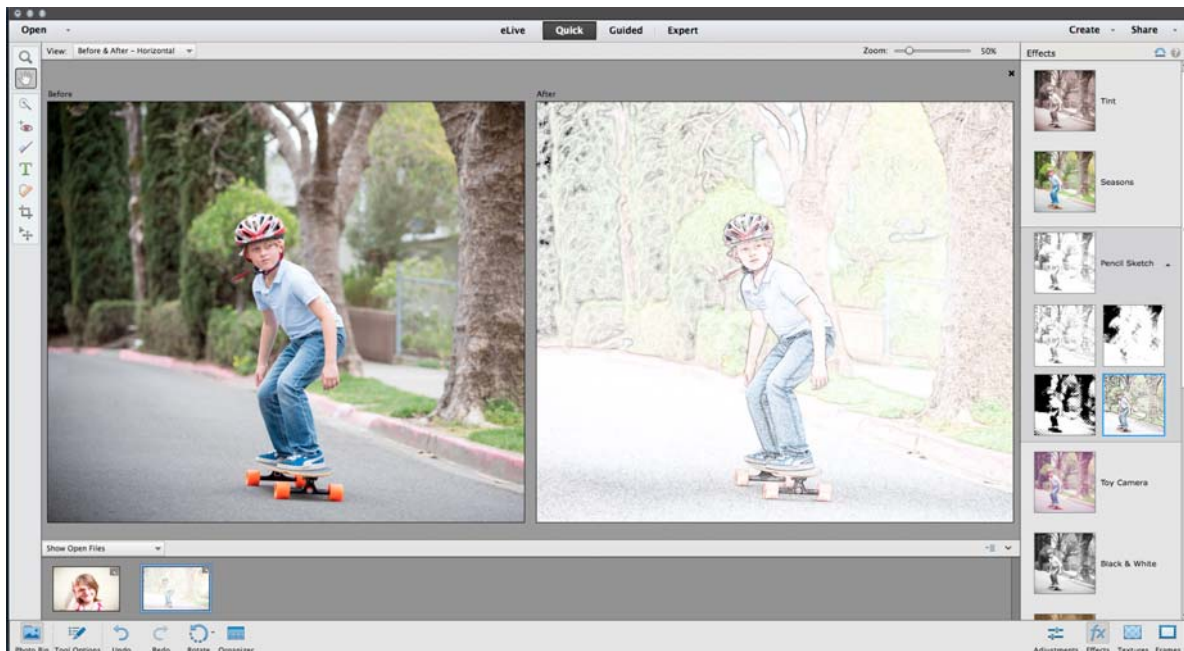 Open eLive Quick Guided Expert Create Share
View: Before & After - Horizontal Zoom: 50% Effects
Before After
Tint
Seasons
Pencil Sketch
Toy Camera
Black & White
Show Open Files
Photo Bin Tool Options Undo Redo Rotate Organizer Adjustments Effects Textures Frames